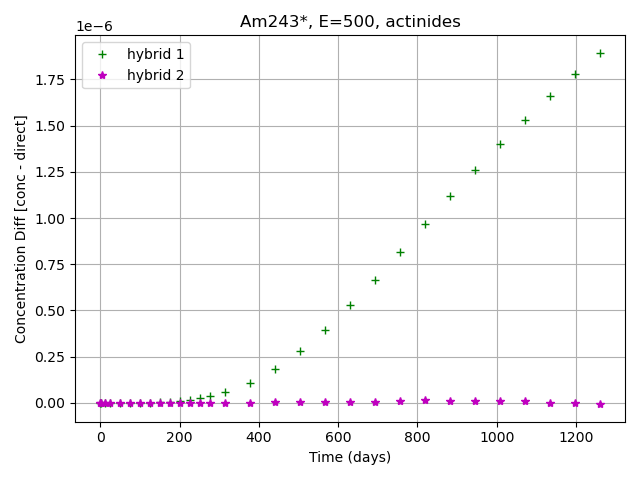 Am243*, E=500, actinides
1e−6
hybrid 1
hybrid 2
1.75
1.50
1.25
1.00
0.75
0.50
0.25
0.00
Concentration Diff [conc - direct]
0 200 400 600 800 1000 1200
Time (days)